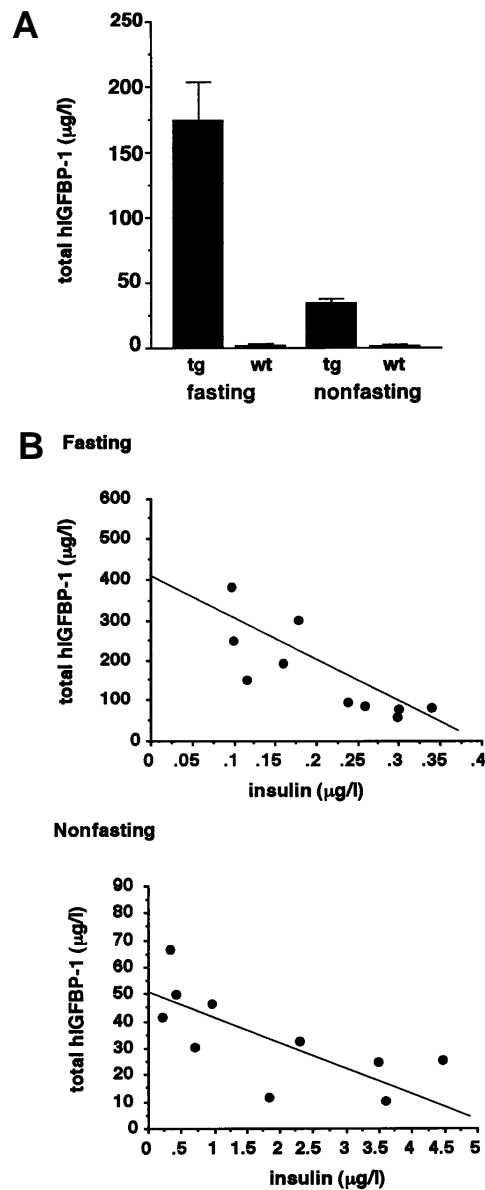 A
250
200
150
100
50
0
total hIGFBP-1 (µg/l)
tg wt tg wt
fasting nonfasting
B Fasting
600
500
400
300
200
100
0
total hIGFBP-1 (µg/l)
0 .05 .1 .15 .2 .25 .3 .35 .4
insulin (µg/l)
Nonfasting
90
80
70
60
50
40
30
20
10
0
total hIGFBP-1 (µg/l)
0 .5 1 1.5 2 2.5 3 3.5 4 4.5 5
insulin (µg/l)